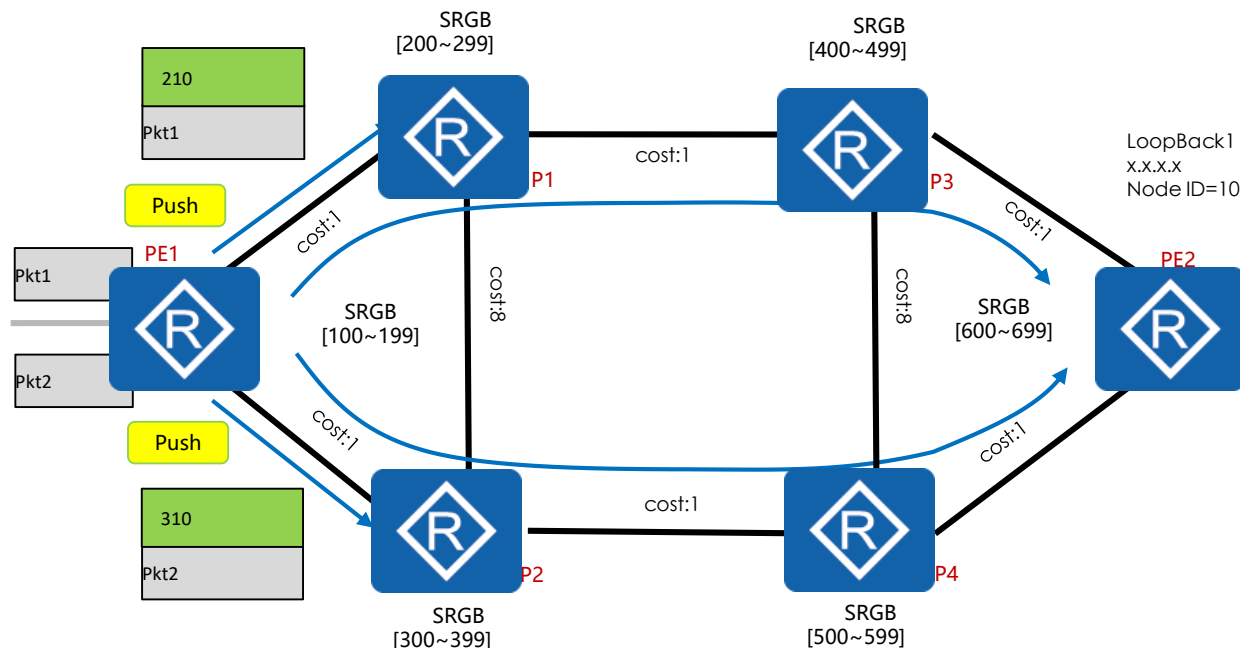 SRGB
[200~299]
SRGB
[400~499]
210
Pkt1
R
R
LoopBack1
x.x.x.x
Node ID=10
cost:1
P1
P3
Push
cost:1
cost:1
PE1
PE2
Pkt1
R
SRGB
[100~199]
cost:8
cost:8
SRGB
[600~699]
R
Pkt2
Push
cost:1
cost:1
310
Pkt2
R
cost:1
R
P2
P4
SRGB
[300~399]
SRGB
[500~599]